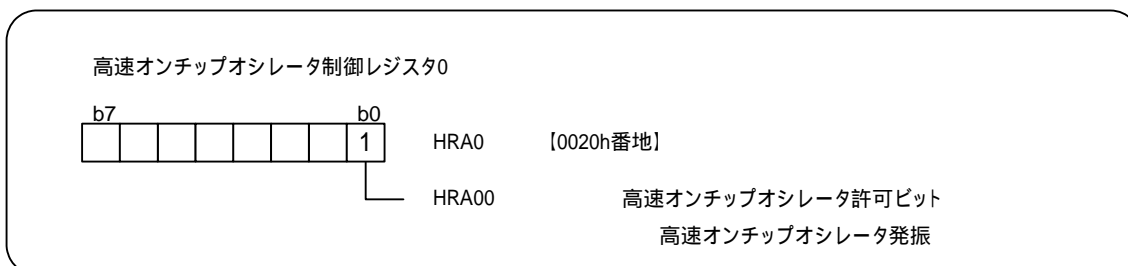 高速オンチップオシレータ制御レジスタ0
b7 b0
1 HRA0 【0020h番地】
HRA00 高速オンチップオシレータ許可ビット
高速オンチップオシレータ発振